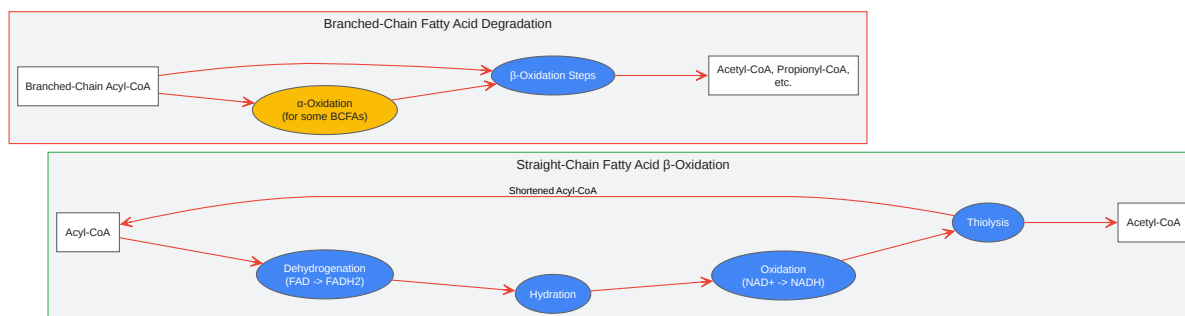 Branched-Chain Fatty Acid Degradation
Branched-Chain Acyl-CoA
α-Oxidation
(for some BCFAs)
β-Oxidation Steps
Acetyl-CoA, Propionyl-CoA,
etc.
Straight-Chain Fatty Acid β-Oxidation
Shortened Acyl-CoA
Acyl-CoA
Dehydrogenation
(FAD -> FADH2)
Hydration
Oxidation
(NAD+ -> NADH)
Thiolysis
Acetyl-CoA